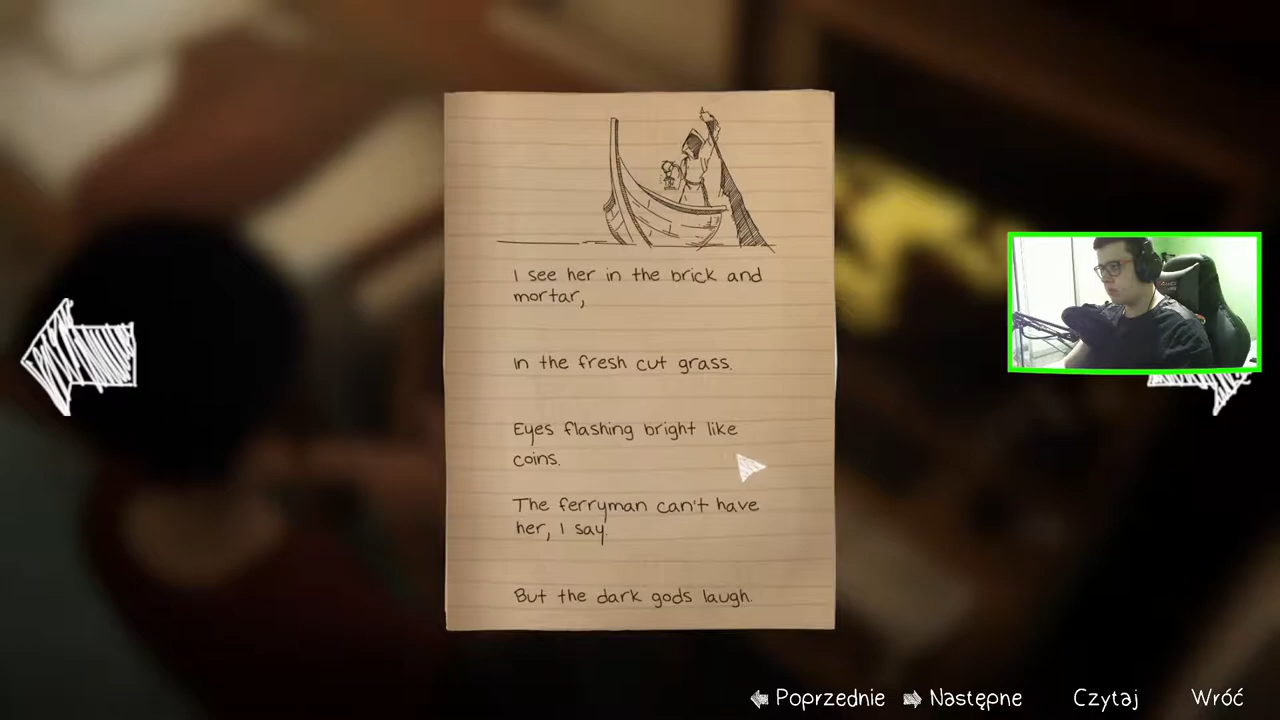 I see her in the brick and
mortar,
In the fresh cut grass.
Eyes flashing bright like
coins.
The ferryman can't have
her, I say.
But the dark gods laugh.
Poprzednie Następne Czytaj Wróć